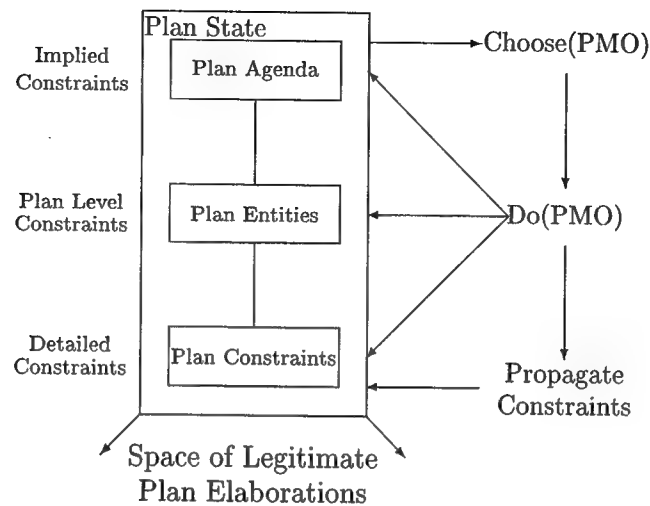 Plan State
Implied
Constraints
Plan Agenda
Choose(PMO)
Plan Level
Constraints
Plan Entities
Do(PMO)
Detailed
Constraints
Plan Constraints
Propagate
Constraints
Space of Legitimate
Plan Elaborations